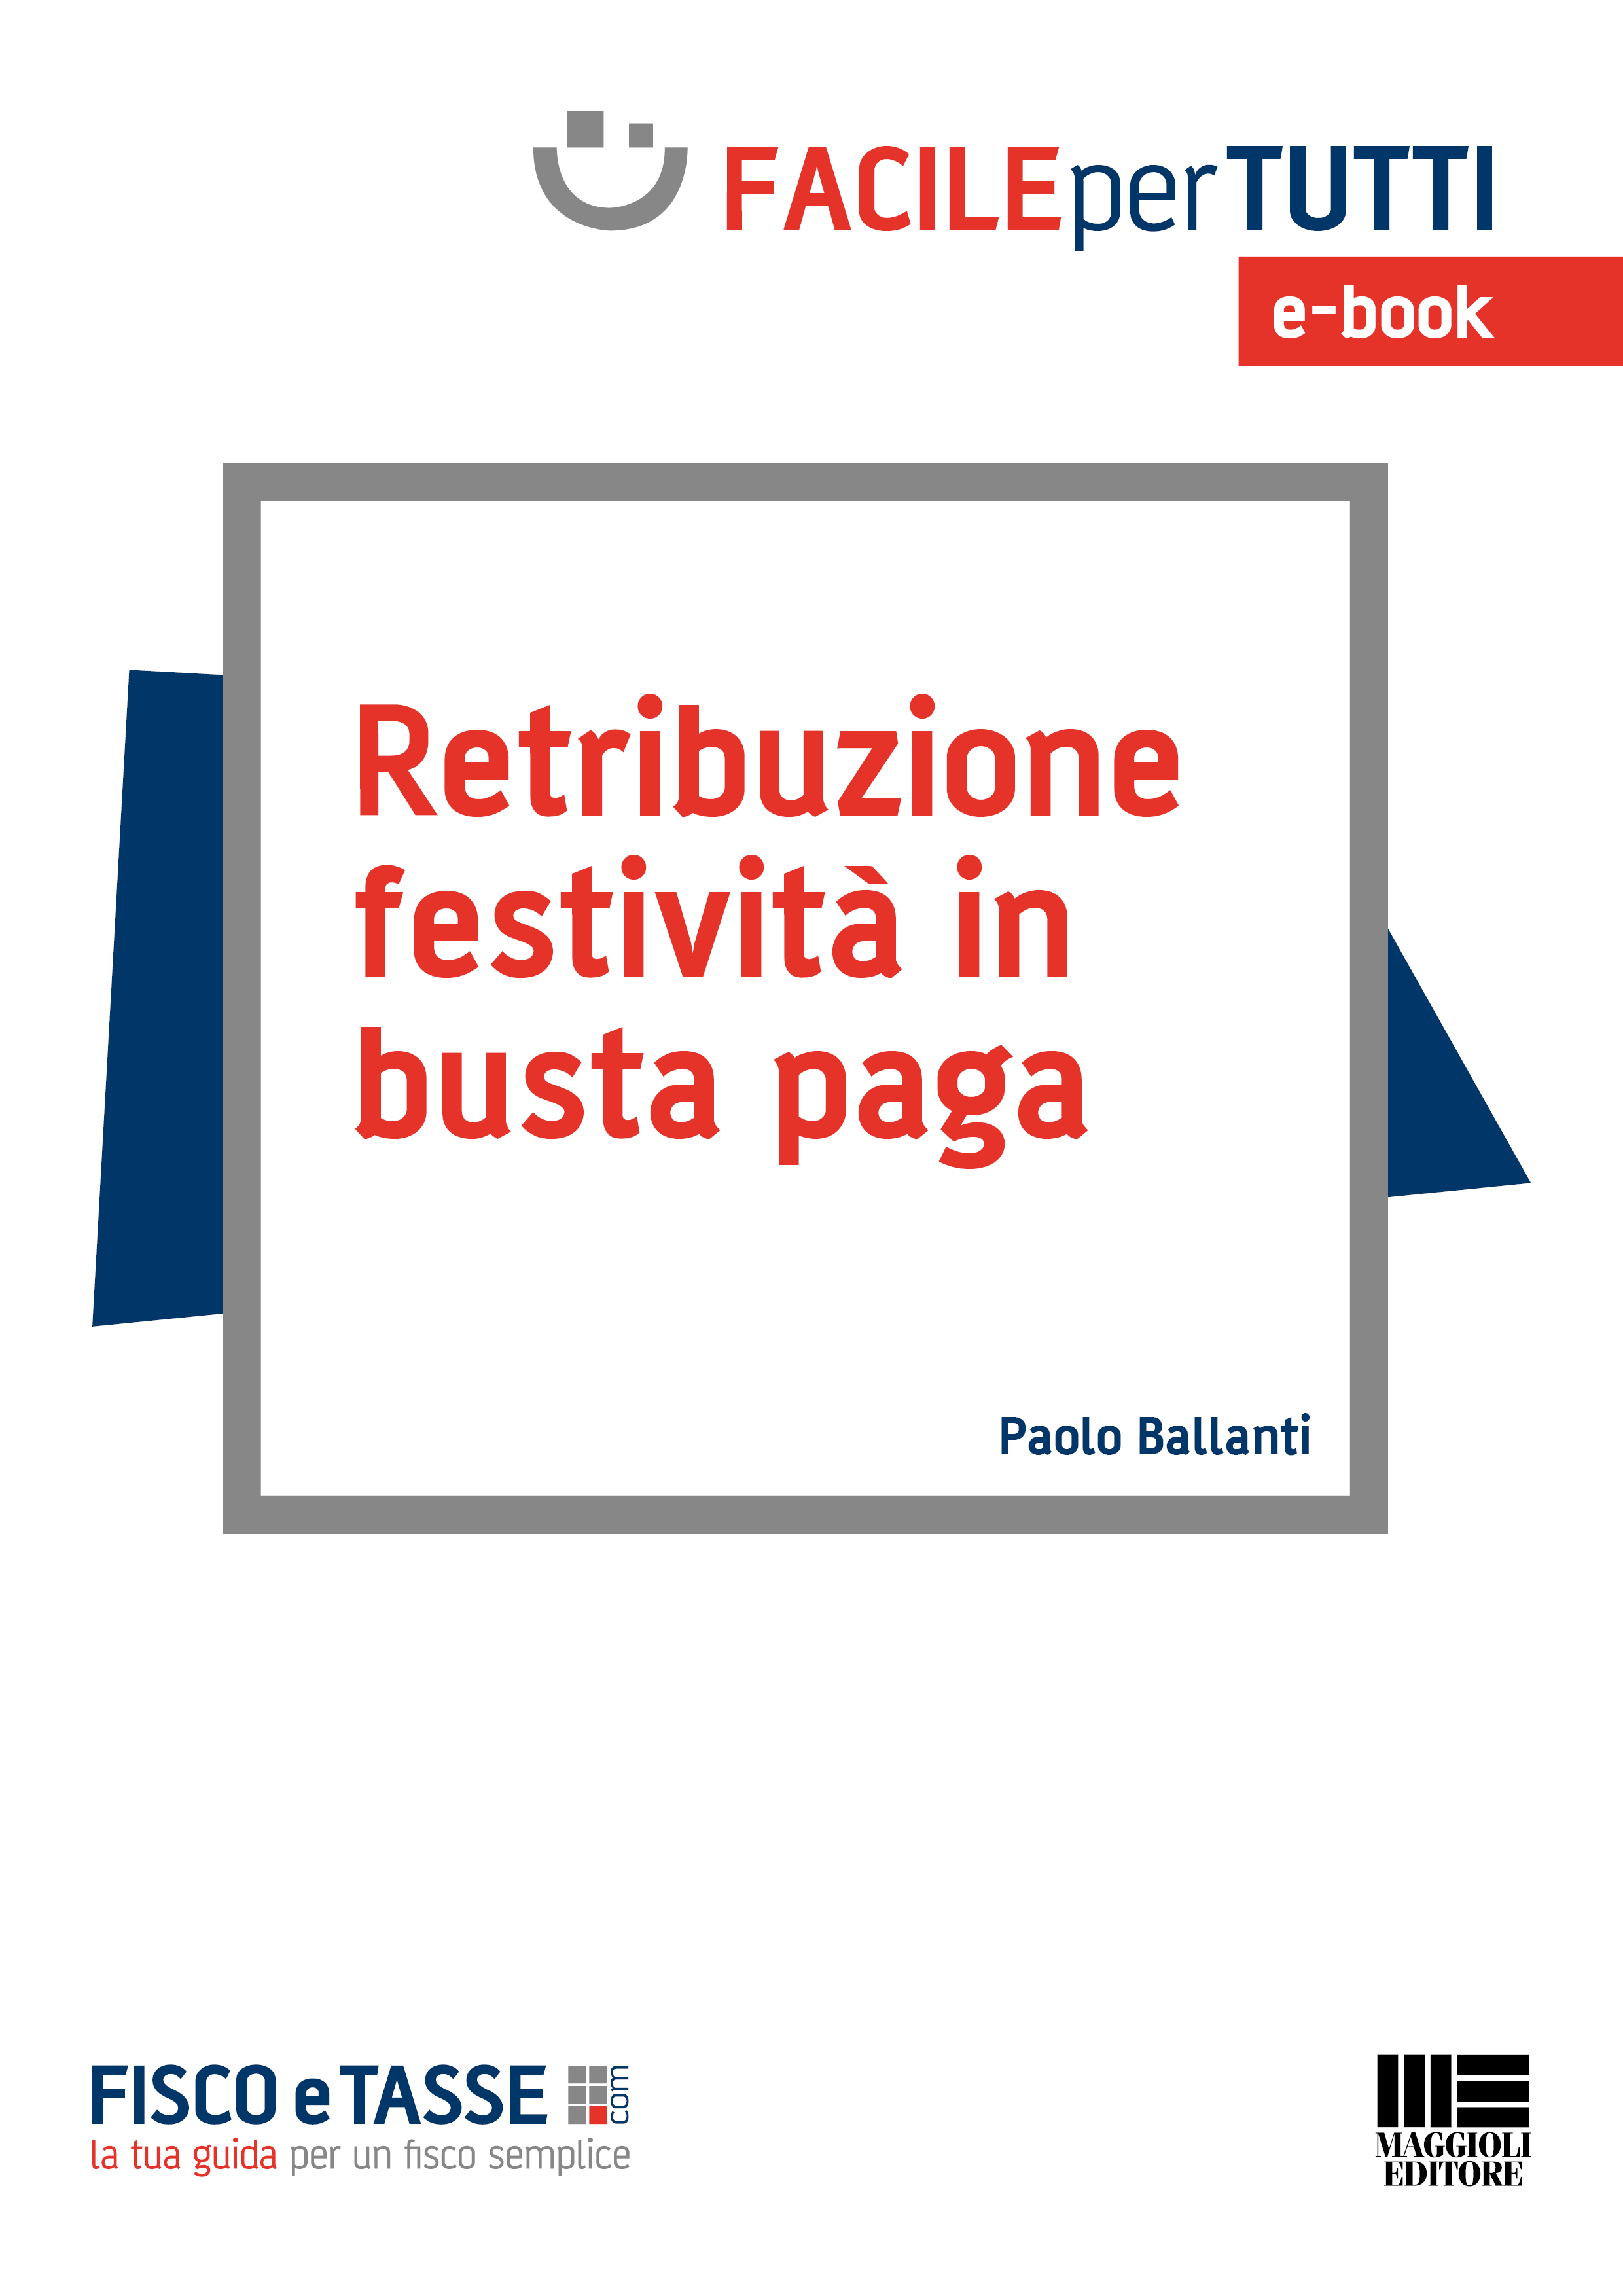 FACILEperTUTTI
e-book
Retribuzione
festività in
busta paga
Paolo Ballanti
FISCO e TASSE .com
la tua guida per un fisco semplice
MAGGIOLI
EDITORE